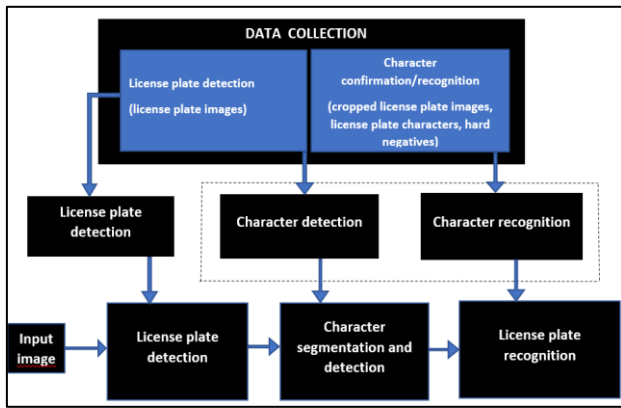 DATA COLLECTION
License plate detection
(license plate images)
Character
confirmation/recognition
(cropped license plate images,
license plate characters, hard
negatives)
License plate
detection
Character detection
Character recognition
Input
image
License plate
detection
Character
segmentation and
detection
License plate
recognition